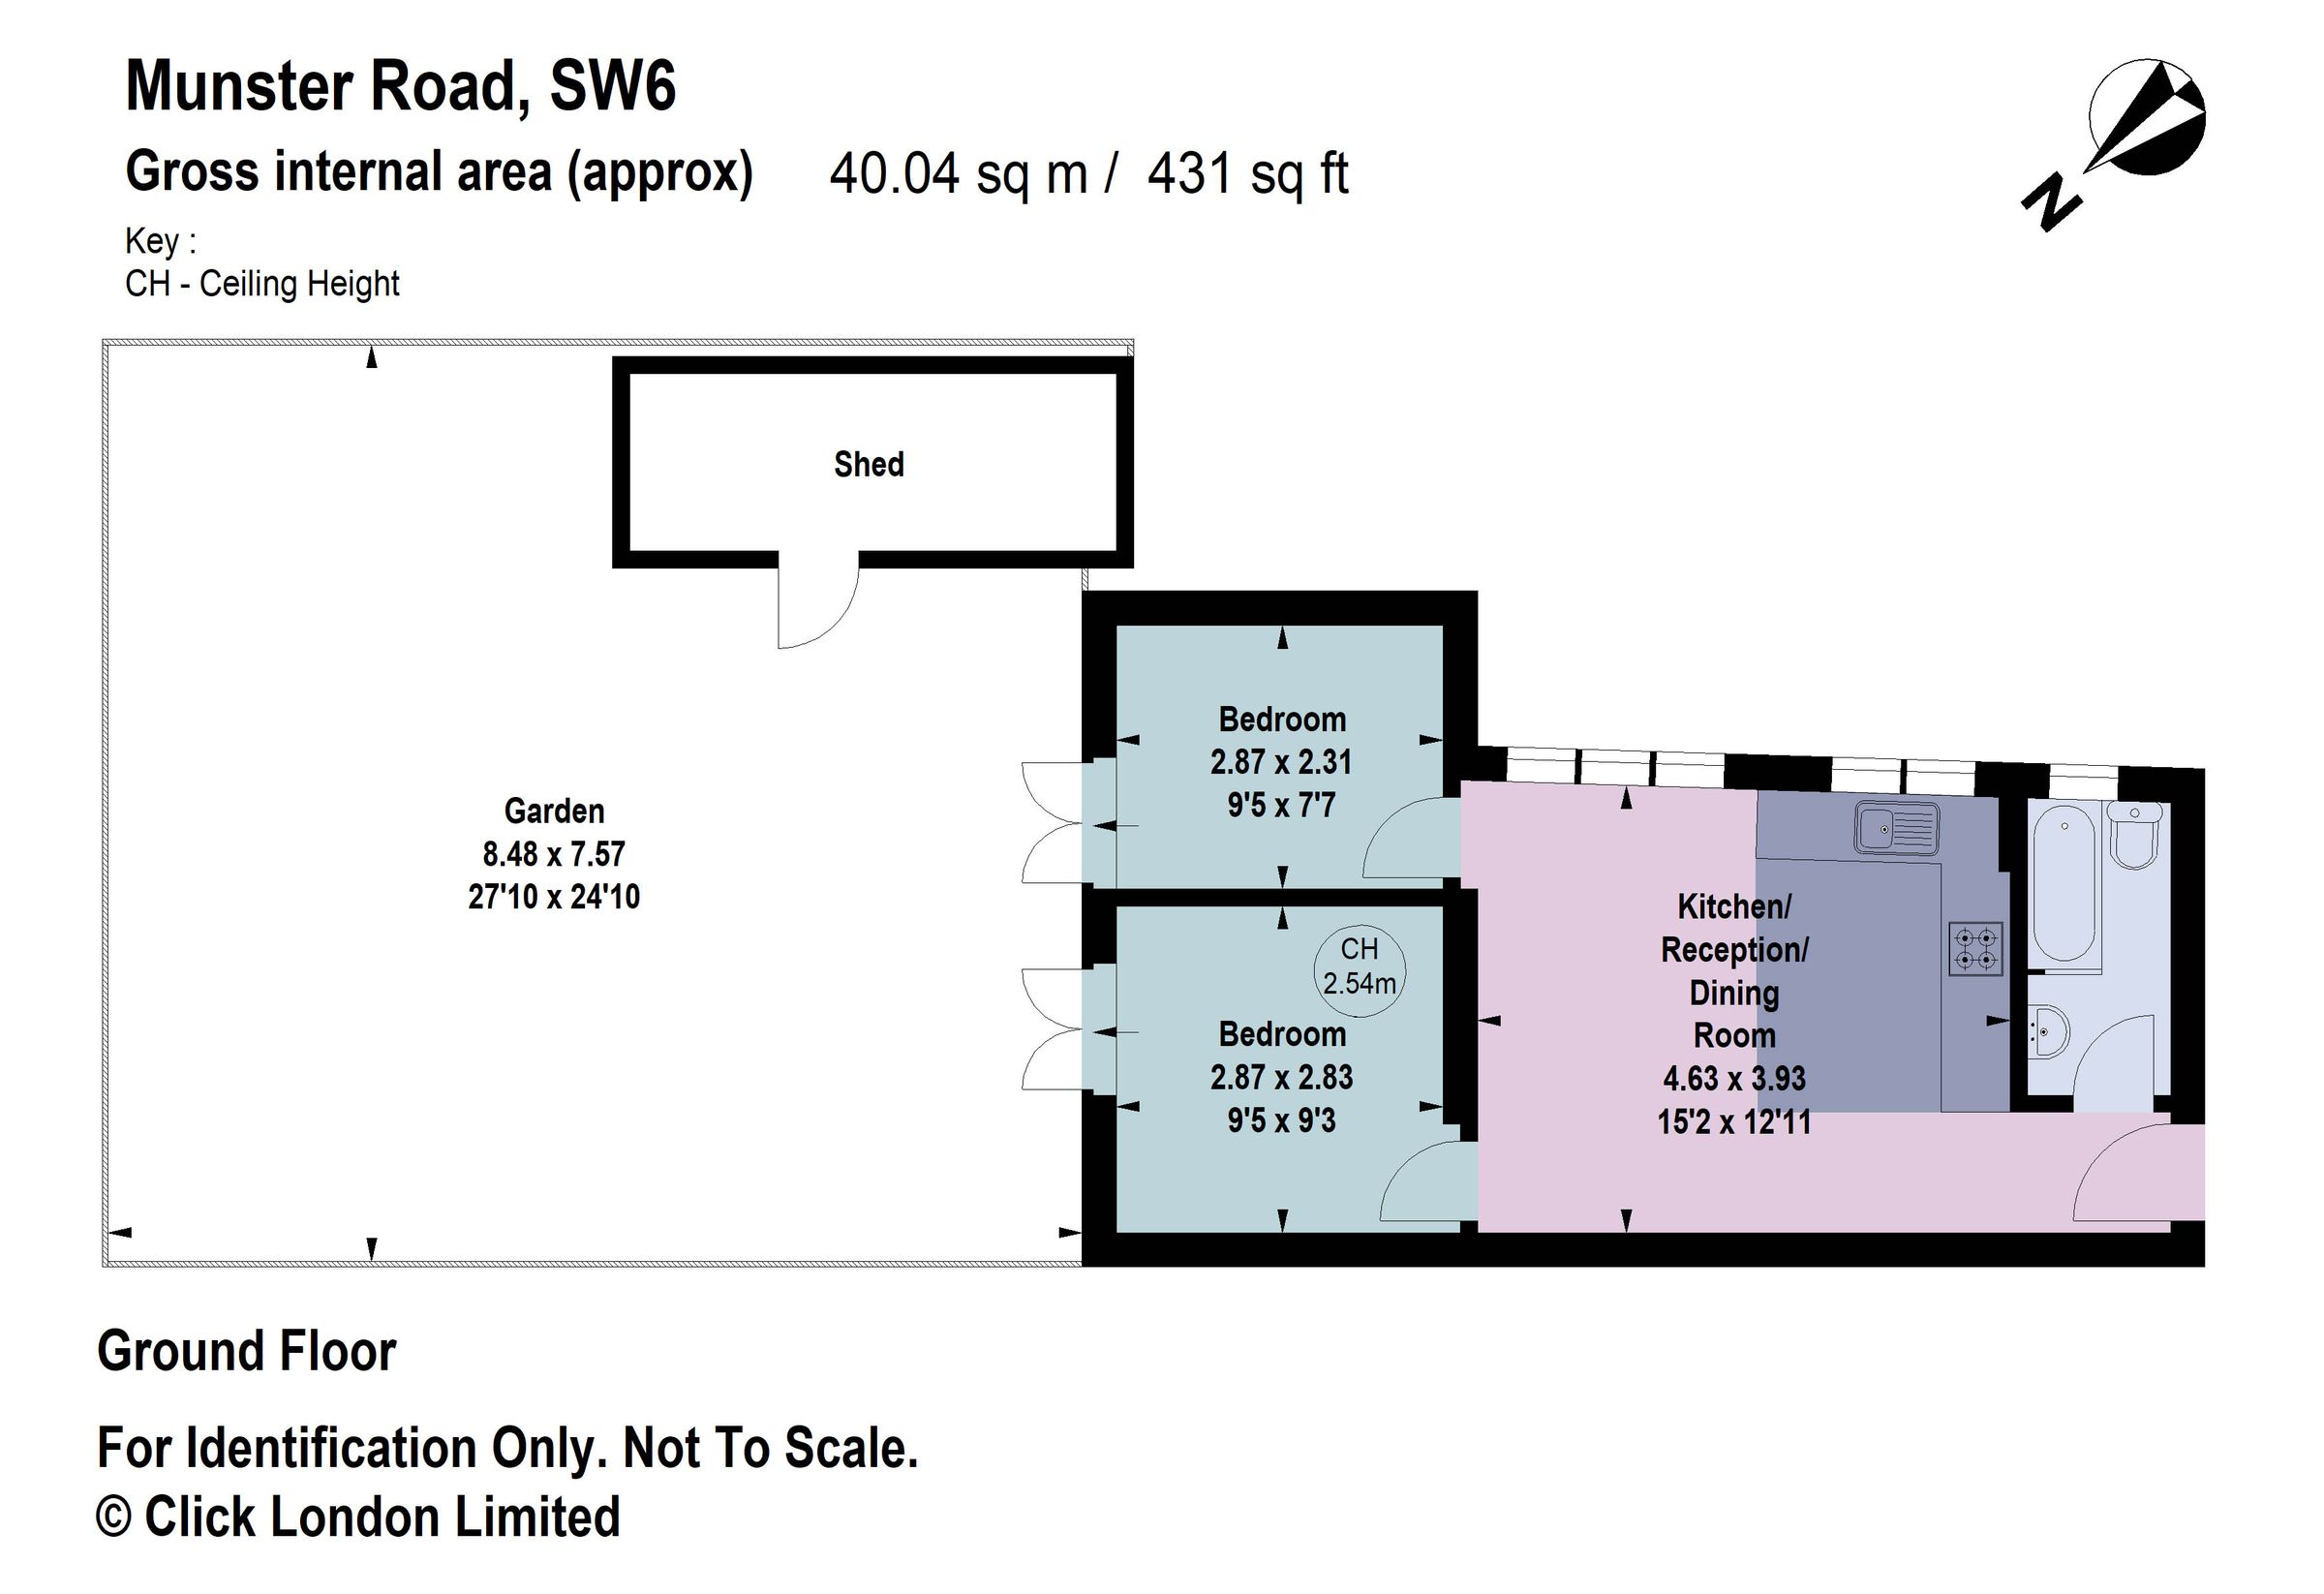 Munster Road, SW6
Gross internal area (approx) 40.04 sq m / 431 sq ft
Key :
CH - Ceiling Height
N
Shed
Garden
8.48 x 7.57
27'10 x 24'10
Bedroom
2.87 x 2.31
9'5 x 7'7
CH
2.54m
Bedroom
2.87 x 2.83
9'5 x 9'3
Kitchen/
Reception/
Dining
Room
4.63 x 3.93
15'2 x 12'11
Ground Floor
For Identification Only. Not To Scale.
© Click London Limited